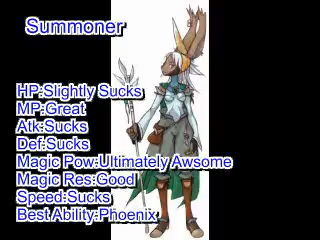 Summoner
HP:Slightly Sucks
MP:Great
Atk:Sucks
Def:Sucks
Magic Pow:Ultimately Awsome
Magic Res:Good
Speed:Sucks
Best Ability:Phoenix